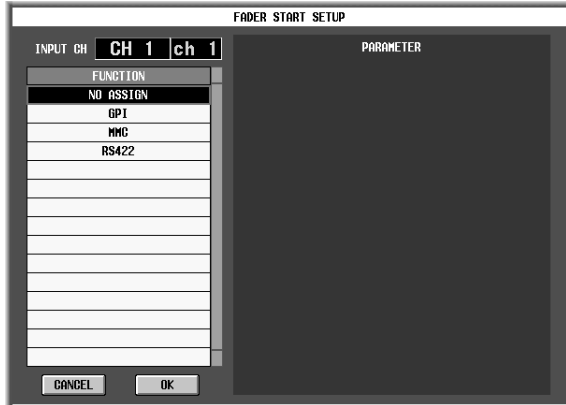 FADER START SETUP
INPUT CH CH 1 ch 1
PARAMETER
FUNCTION
NO ASSIGN
GPI
MMC
RS422
CANCEL OK